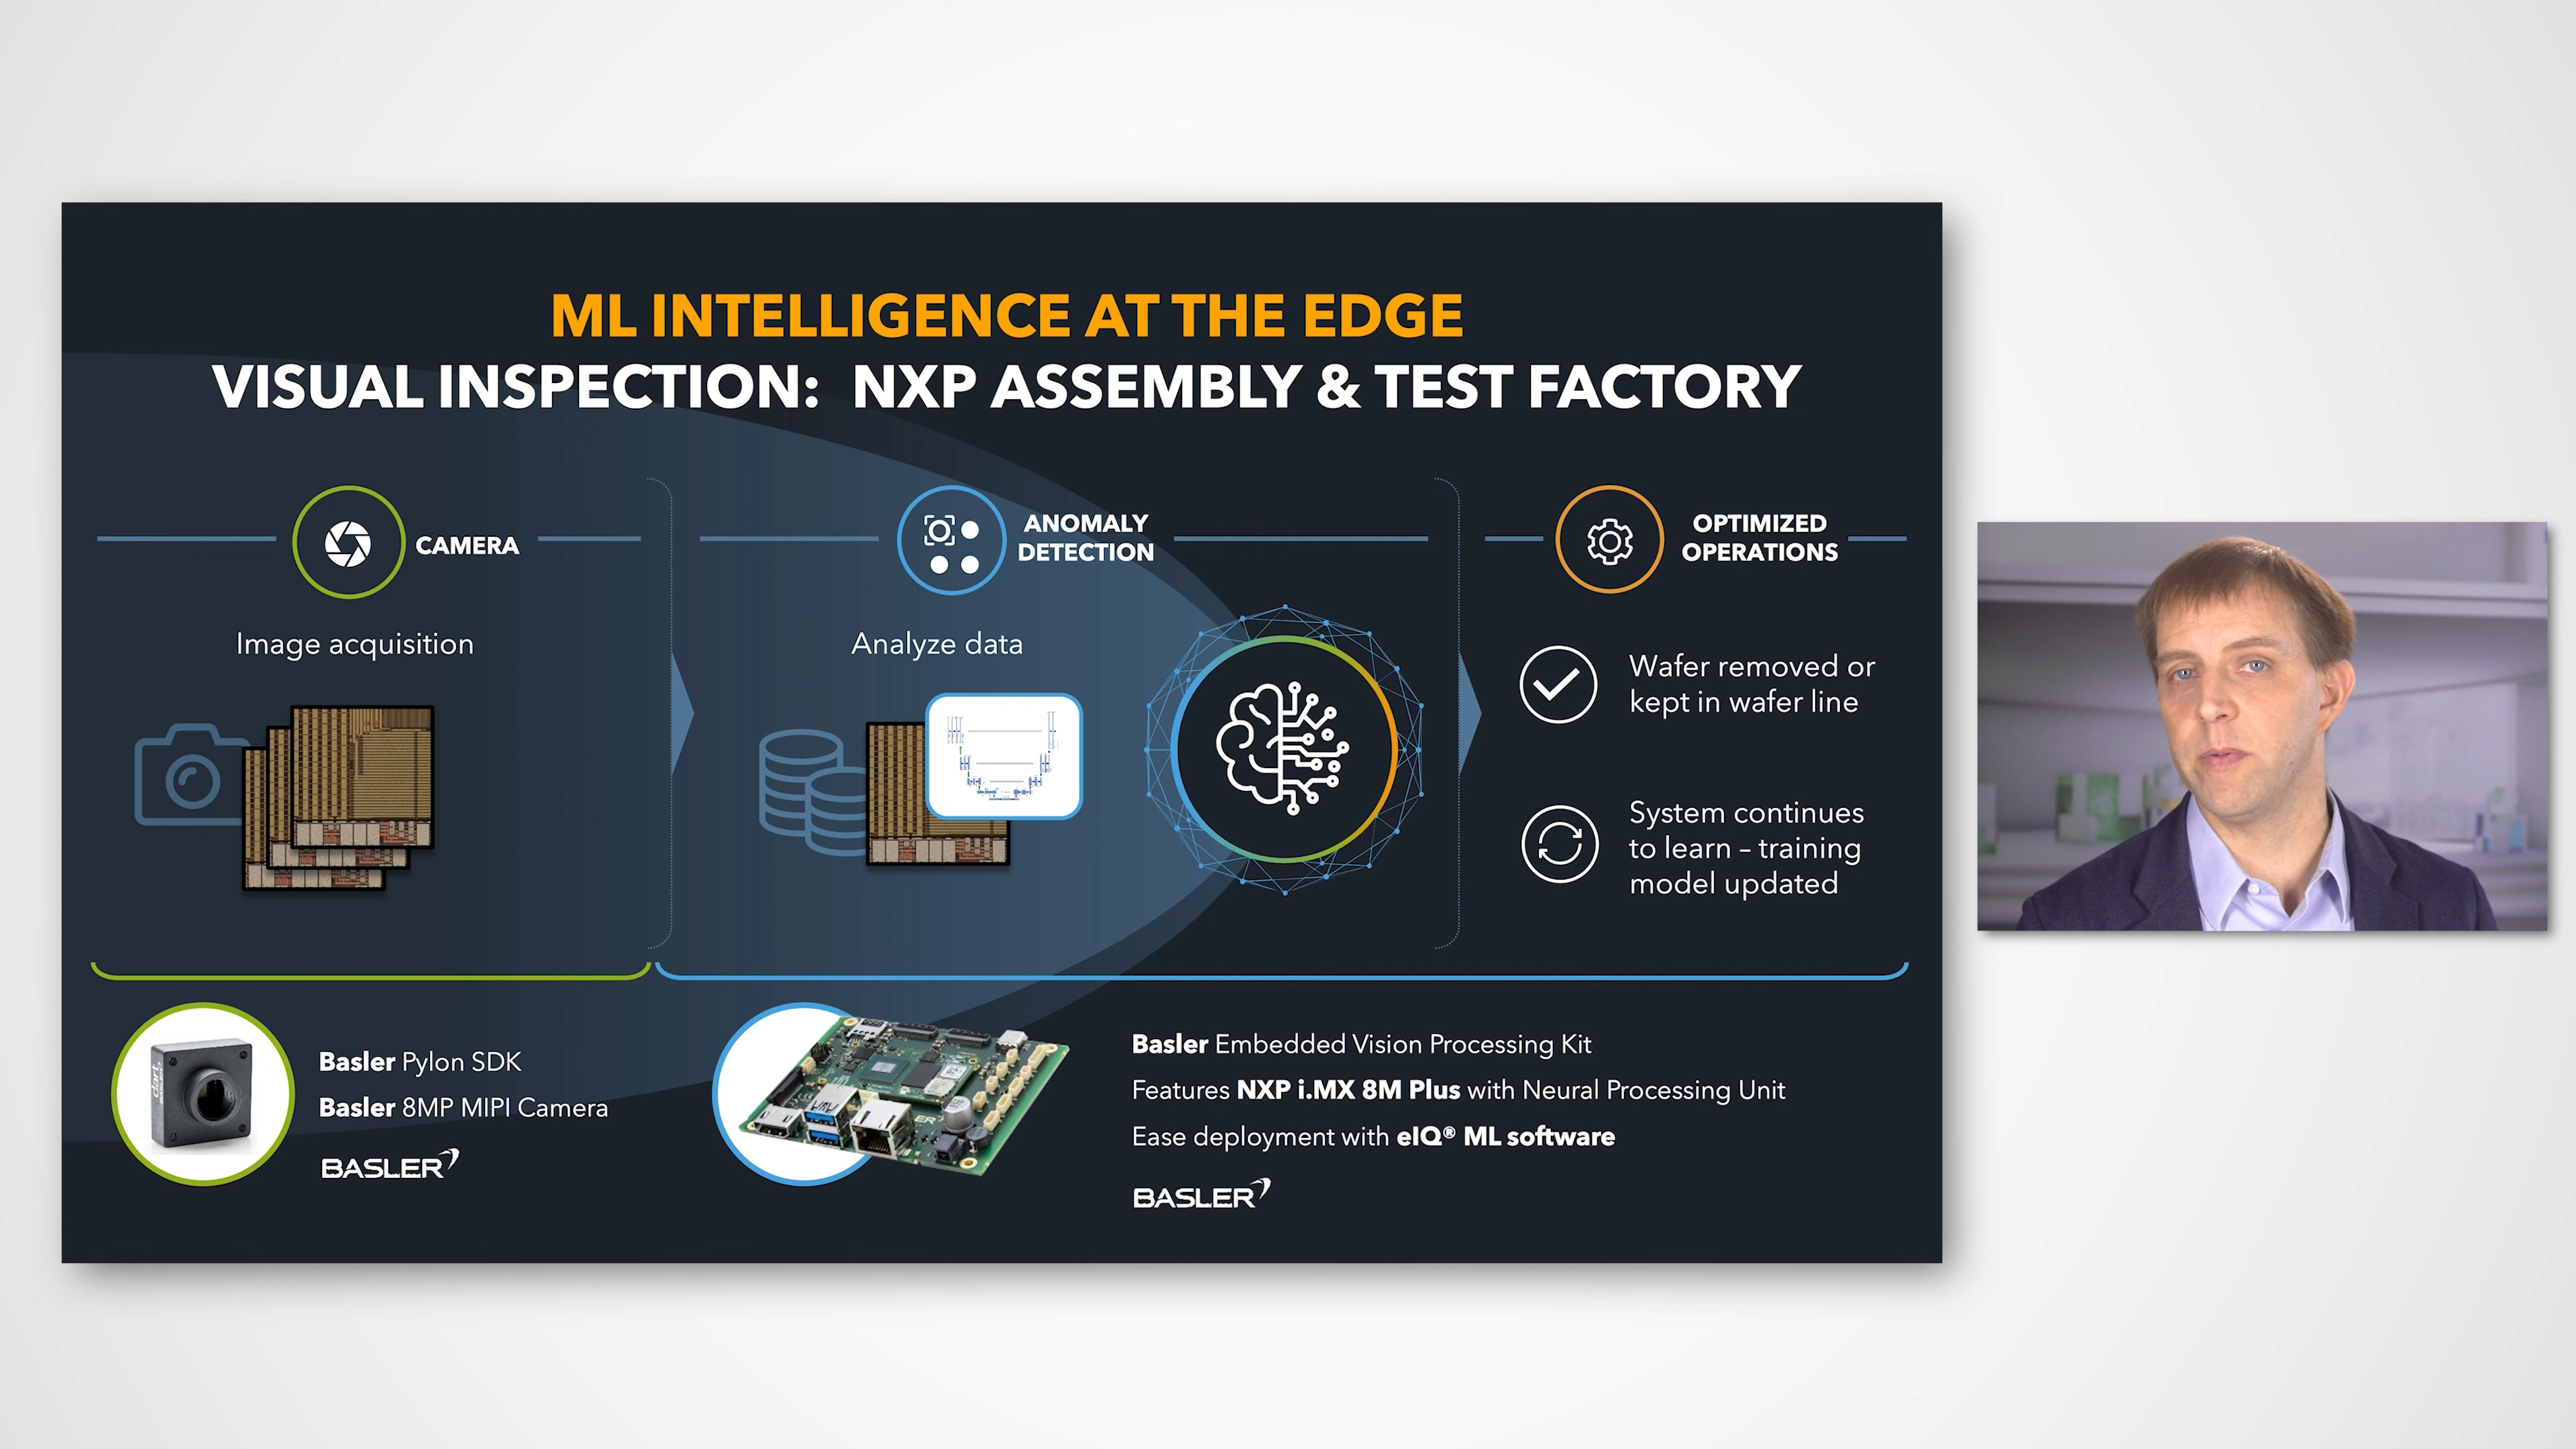 ML INTELLIGENCE AT THE EDGE
VISUAL INSPECTION: NXP ASSEMBLY & TEST FACTORY
CAMERA
Image acquisition
ANOMALY
DETECTION
Analyze data
OPTIMIZED
OPERATIONS
Wafer removed or
kept in wafer line
System continues
to learn – training
model updated
dart
Basler Pylon SDK
Basler 8MP MIPI Camera
BASLER
Basler Embedded Vision Processing Kit
Features NXP i.MX 8M Plus with Neural Processing Unit
Ease deployment with eIQ® ML software
BASLER